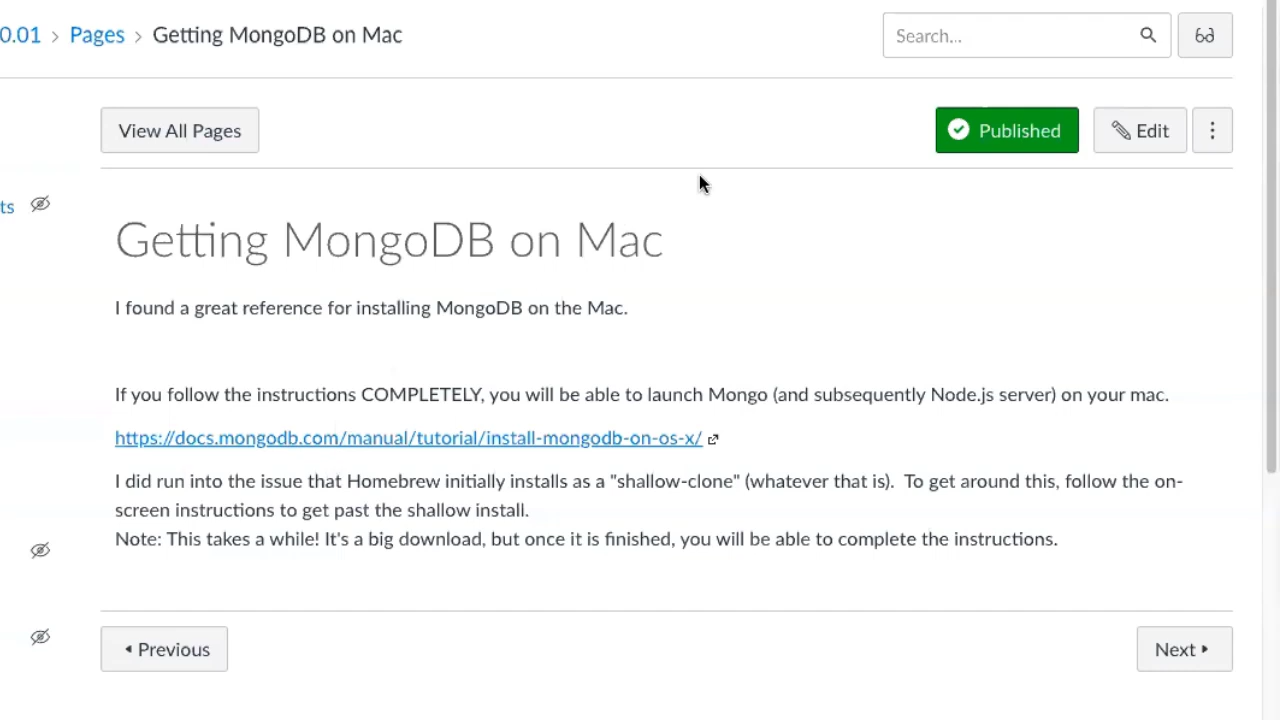 0.01 > Pages > Getting MongoDB on Mac
Search...
View All Pages
Published
Edit
ts
Getting MongoDB on Mac
I found a great reference for installing MongoDB on the Mac.
If you follow the instructions COMPLETELY, you will be able to launch Mongo (and subsequently Node.js server) on your mac.
https://docs.mongodb.com/manual/tutorial/install-mongodb-on-os-x/
I did run into the issue that Homebrew initially installs as a "shallow-clone" (whatever that is).  To get around this, follow the on-
screen instructions to get past the shallow install.
Note: This takes a while! It's a big download, but once it is finished, you will be able to complete the instructions.
Previous
Next